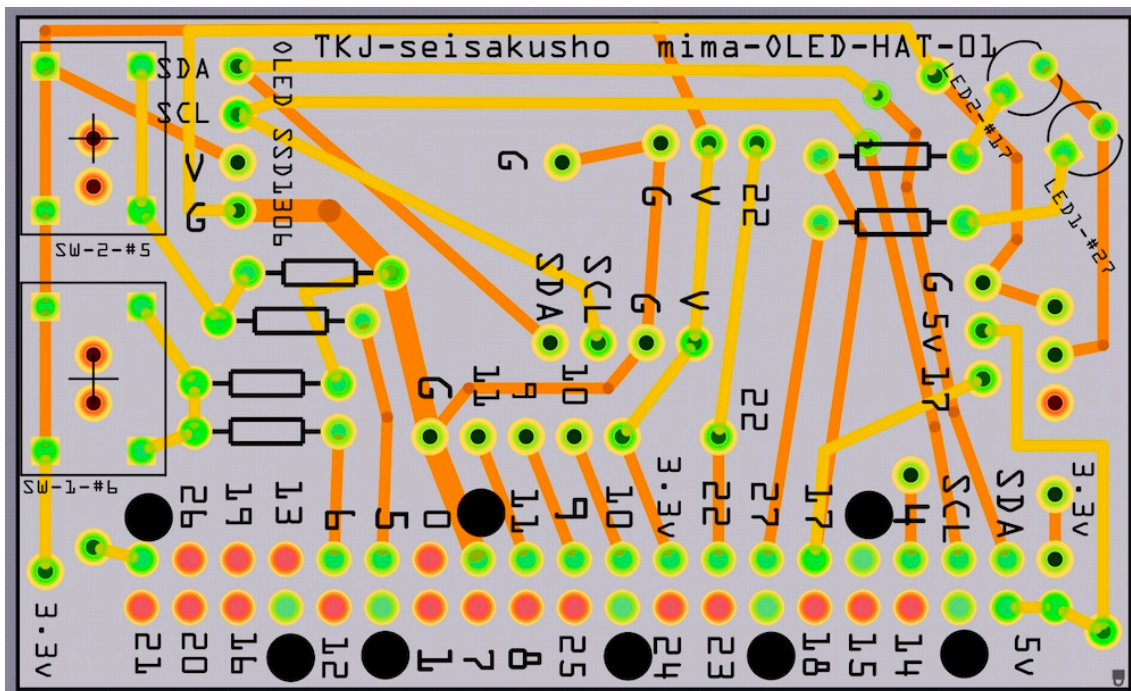 TKJ-seisakusho mima-OLED-HAT-01
SDA
SCL
V
G
OLED SSD1306
SW-2-#5
SW-1-#6
G
G
V
22
LED2-#17
LED1-#27
SDA
SCL
G
V
G
5v
17
G
11
9
10
22
3.3v
26
19
13
6
5
0
11
9
10
3.3v
22
27
17
4
SCL
SDA
3.3v
3.3v
21
20
16
12
1
7
8
25
24
23
18
15
14
5v